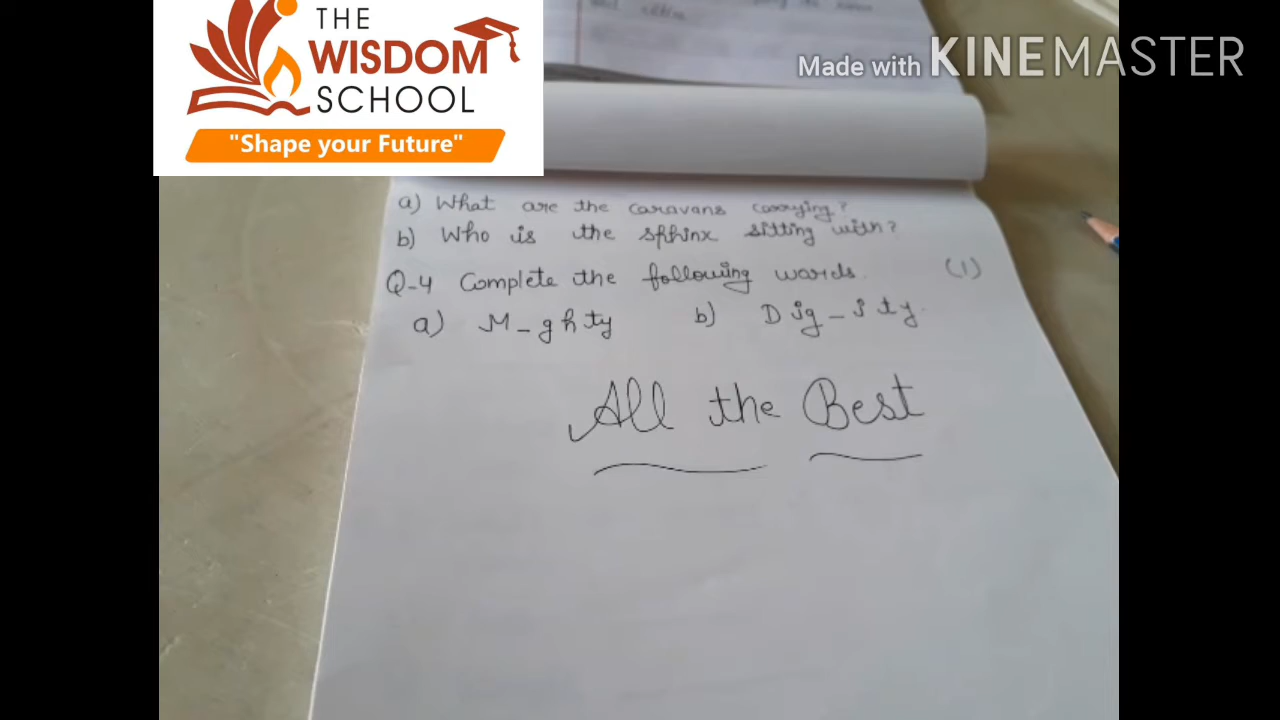 THE
WISDOM
SCHOOL
"Shape your Future"
Made with KINEMASTER
a) What are the caravans carrying?
b) Who is the sphinx sitting with?
Q-4 Complete the following words. (1)
a) M_ghty b) Dig_ity.
All the Best